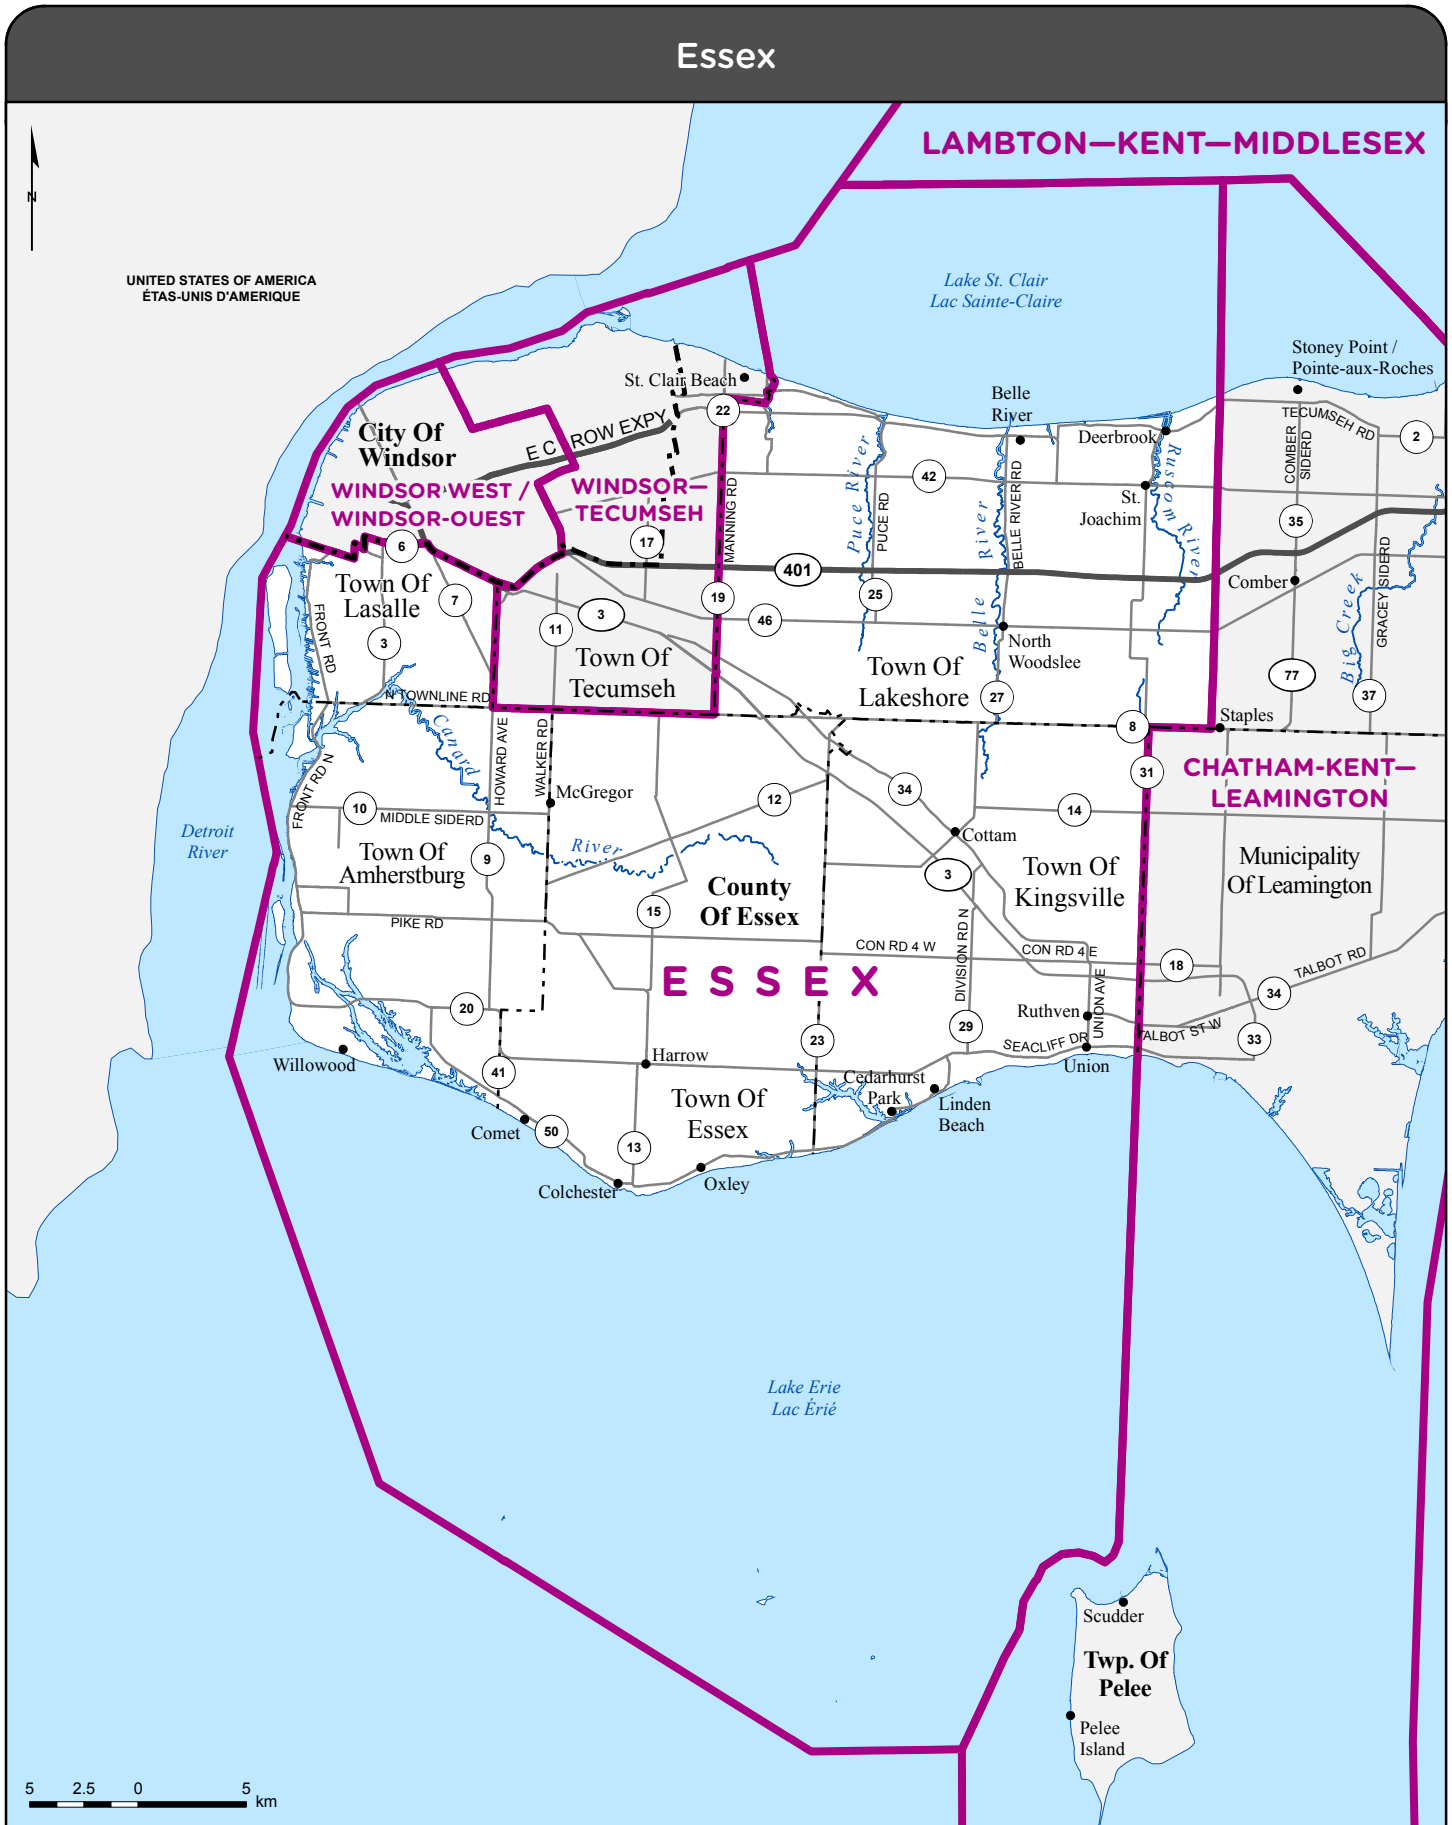 Essex
LAMBTON—KENT—MIDDLESEX
N
UNITED STATES OF AMERICA
ÉTAS-UNIS D'AMERIQUE
Lake St. Clair
Lac Sainte-Claire
Stoney Point /
Pointe-aux-Roches
St. Clair Beach
Belle
River
22
TECUMSEH RD
2
City Of
Windsor
E C ROW EXPY
Deerbrook
COMBER
SIDERD
WINDSOR WEST /
WINDSOR-OUEST
WINDSOR—
TECUMSEH
42
St.
Joachim
Ruscom River
MANNING RD
Puce River
PUCE RD
Belle River
BELLE RIVER RD
35
6
17
401
Comber
Big Creek
GRACEY SIDERD
Town Of
Lasalle
7
3
11
19
46
25
FRONT RD
3
Town Of
Tecumseh
North
Woodslee
Town Of
Lakeshore
77
27
37
N TOWNLINE RD
8
Staples
Canard
HOWARD AVE
WALKER RD
31
CHATHAM-KENT—
LEAMINGTON
FRONT RD N
McGregor
12
34
14
10
MIDDLE SIDERD
Detroit
River
River
Cottam
Town Of
Amherstburg
9
County
Of Essex
3
Town Of
Kingsville
Municipality
Of Leamington
15
PIKE RD
CON RD 4 W
DIVISION RD N
CON RD 4 E
18
TALBOT RD
ESSEX
34
20
Ruthven
UNION AVE
29
23
TALBOT ST W
33
SEACLIFF DR
Willowood
41
Harrow
Union
Cedarhurst
Park
Linden
Beach
Town Of
Essex
Comet
50
13
Colchester
Oxley
Lake Erie
Lac Érié
Scudder
Twp. Of
Pelee
Pelee
Island
5 2.5 0 5
km